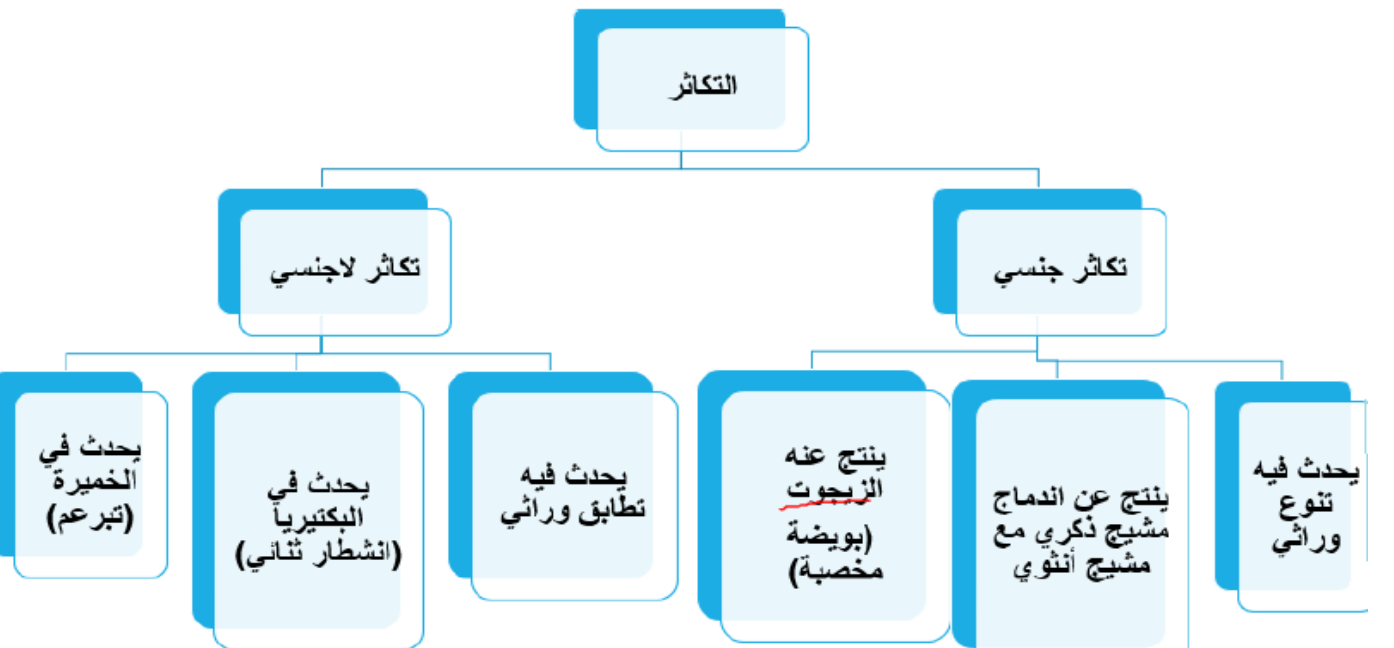 التكاثر
تكاثر جنسي
تكاثر لاجنسي
يحدث فيه
تنوع
وراثي
ينتج عن اندماج
مشيج ذكري مع
مشيج أنثوي
ينتج عنه
الزيجوت
(بويضة
مخصبة)
يحدث فيه
تطابق وراثي
يحدث في
البكتيريا
(انشطار ثنائي)
يحدث في
الخميرة
(تبرعم)